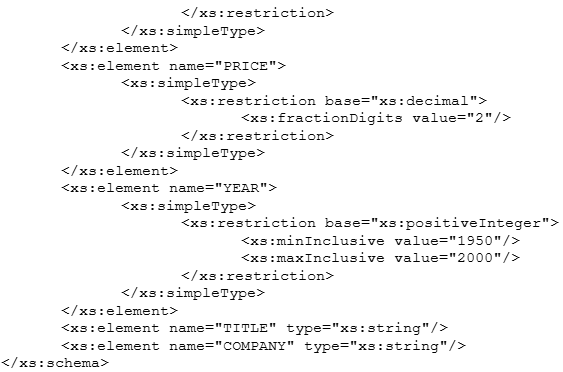 </xs:restriction>
</xs:simpleType>
</xs:element>
<xs:element name="PRICE">
<xs:simpleType>
<xs:restriction base="xs:decimal">
<xs:fractionDigits value="2"/>
</xs:restriction>
</xs:simpleType>
</xs:element>
<xs:element name="YEAR">
<xs:simpleType>
<xs:restriction base="xs:positiveInteger">
<xs:minInclusive value="1950"/>
<xs:maxInclusive value="2000"/>
</xs:restriction>
</xs:simpleType>
</xs:element>
<xs:element name="TITLE" type="xs:string"/>
<xs:element name="COMPANY" type="xs:string"/>
</xs:schema>